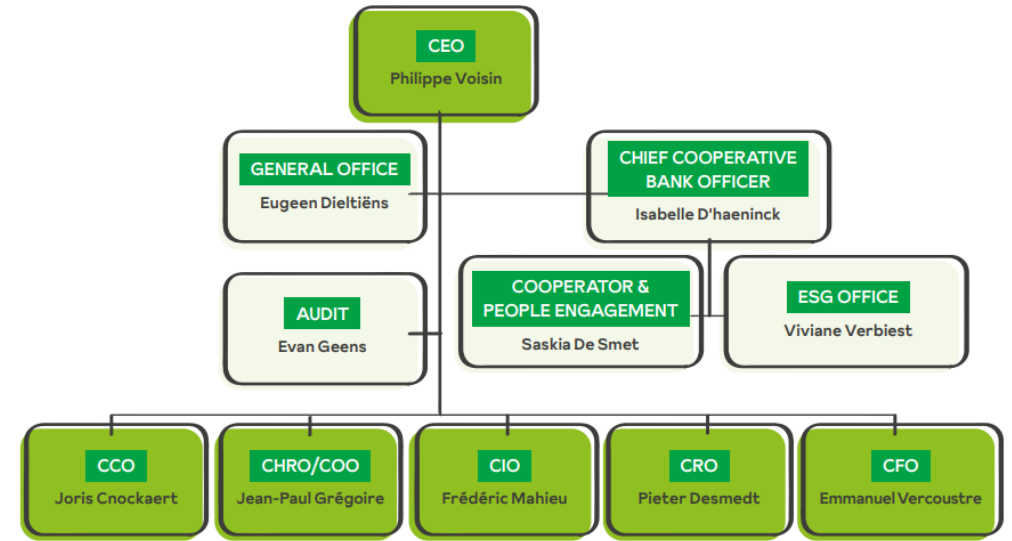 CEO
Philippe Voisin
GENERAL OFFICE
Eugeen Dieltiëns
CHIEF COOPERATIVE
BANK OFFICER
Isabelle D'haeninck
AUDIT
Evan Geens
COOPERATOR &
PEOPLE ENGAGEMENT
Saskia De Smet
ESG OFFICE
Viviane Verbiest
CCO
Joris Cnockaert
CHRO/COO
Jean-Paul Grégoire
CIO
Frédéric Mahieu
CRO
Pieter Desmedt
CFO
Emmanuel Vercoustre